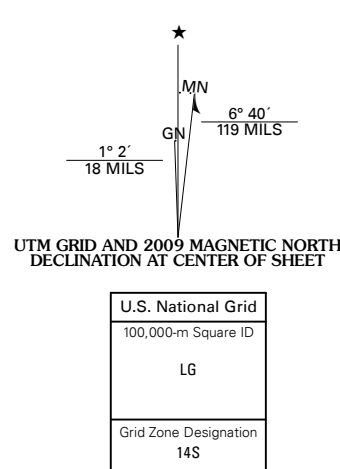 ★
MN
6° 40´
119 MILS
GN
1° 2´
18 MILS
UTM GRID AND 2009 MAGNETIC NORTH
DECLINATION AT CENTER OF SHEET
U.S. National Grid
100,000-m Square ID
LG
Grid Zone Designation
14S